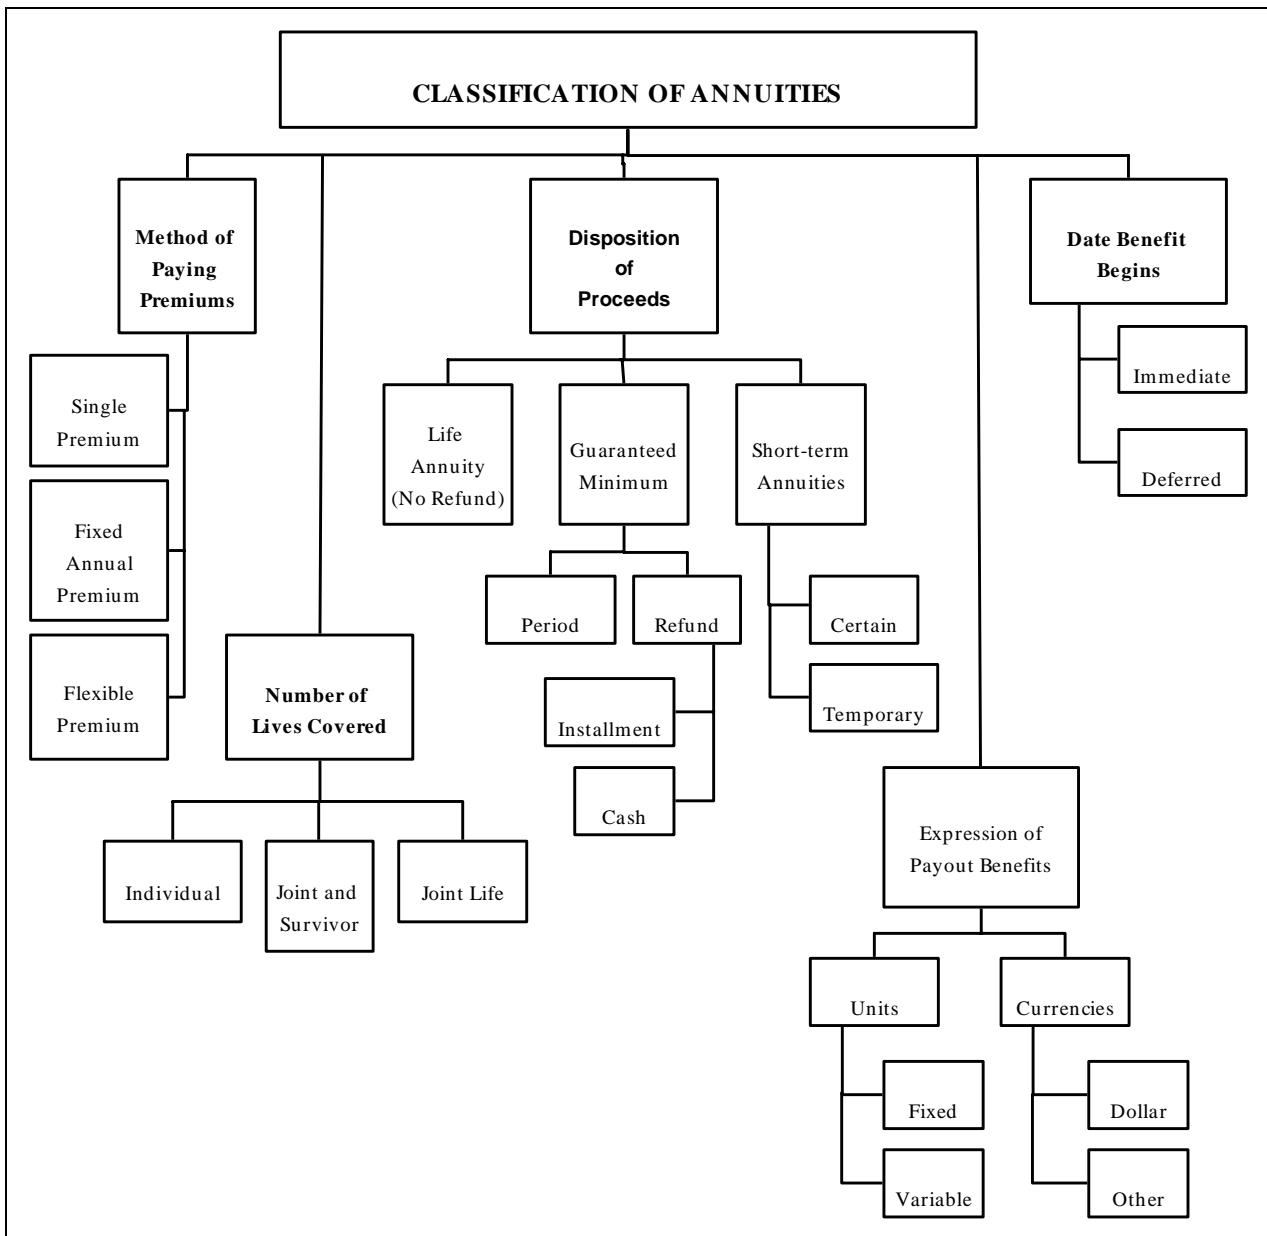 CLASSIFICATION OF ANNUITIES
Method of
Paying
Premiums
Single
Premium
Fixed
Annual
Premium
Flexible
Premium
Number of
Lives Covered
Individual
Joint and
Survivor
Joint Life
Disposition
of
Proceeds
Life
Annuity
(No Refund)
Guaranteed
Minimum
Period
Refund
Installment
Cash
Short-term
Annuities
Certain
Temporary
Expression of
Payout Benefits
Units
Fixed
Variable
Currencies
Dollar
Other
Date Benefit
Begins
Immediate
Deferred